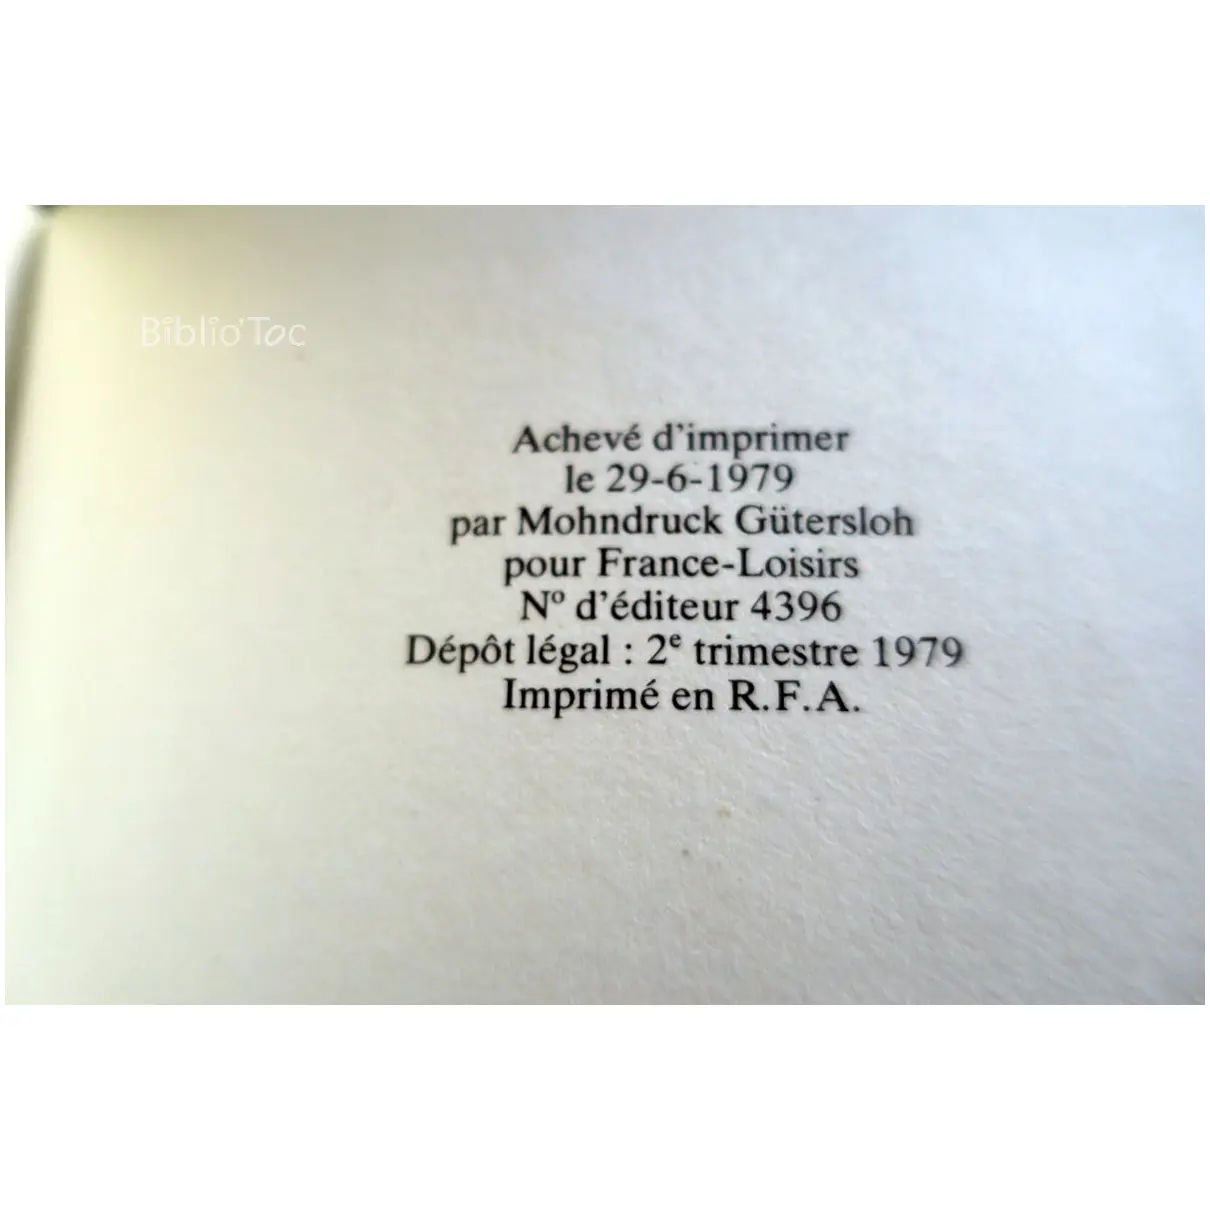 Biblio'Toc
Achevé d'imprimer
le 29-6-1979
par Mohndruck Gütersloh
pour France-Loisirs
Nº d'éditeur 4396
Dépôt légal : 2ᵉ trimestre 1979
Imprimé en R.F.A.